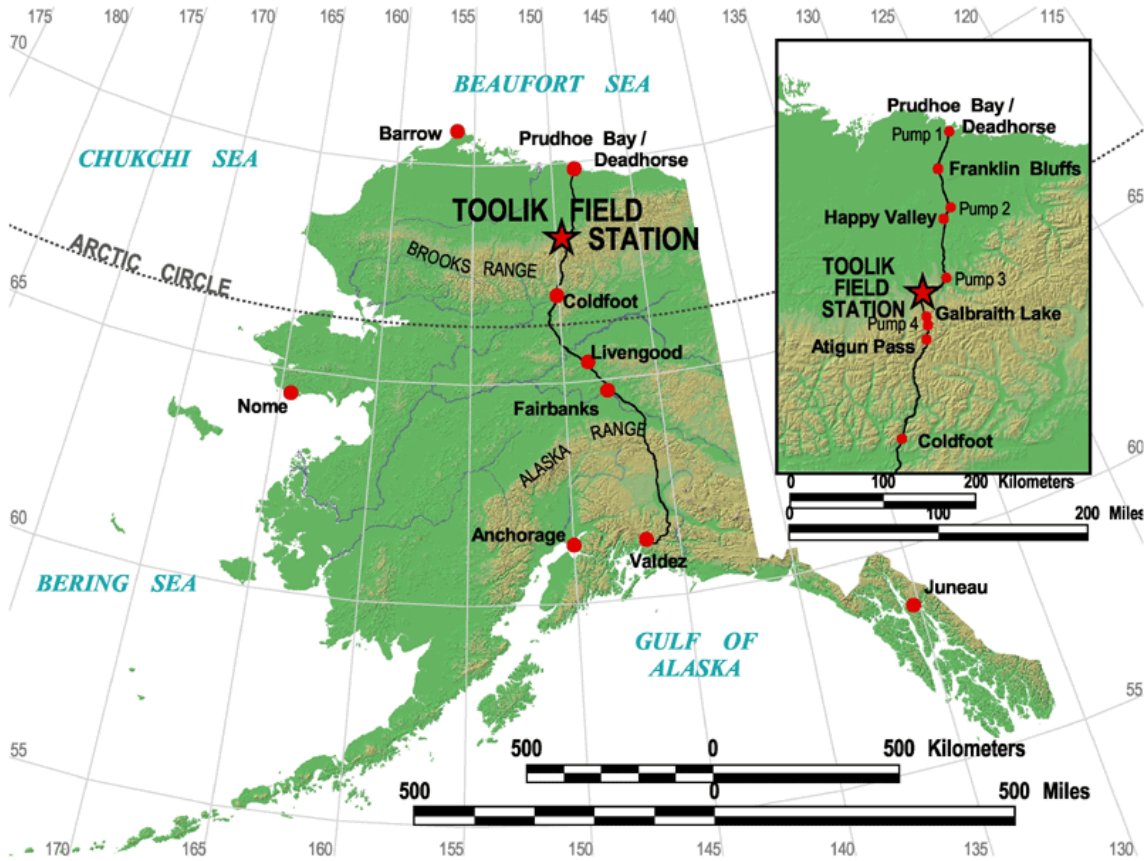 175 180 175 170 165 160 155 150 145 140 135 130 125 120 115
70
BEAUFORT SEA
Barrow
Prudhoe Bay /
Deadhorse
CHUKCHI SEA
TOOLIK FIELD
STATION
BROOKS RANGE
ARCTIC CIRCLE
65
Coldfoot
Livengood
Nome
Fairbanks
ALASKA RANGE
60
Anchorage
Valdez
BERING SEA
Juneau
GULF OF
ALASKA
55
Prudhoe Bay /
Pump 1
Deadhorse
Franklin Bluffs
Pump 2
Happy Valley
TOOLIK
FIELD
STATION
Pump 3
Galbraith Lake
Pump 4
Atigun Pass
Coldfoot
0 100 200 Kilometers
0 100 200 Miles
65
60
55
500 0 500 Kilometers
500 0 500 Miles
170 165 160 155 150 145 140 135 130